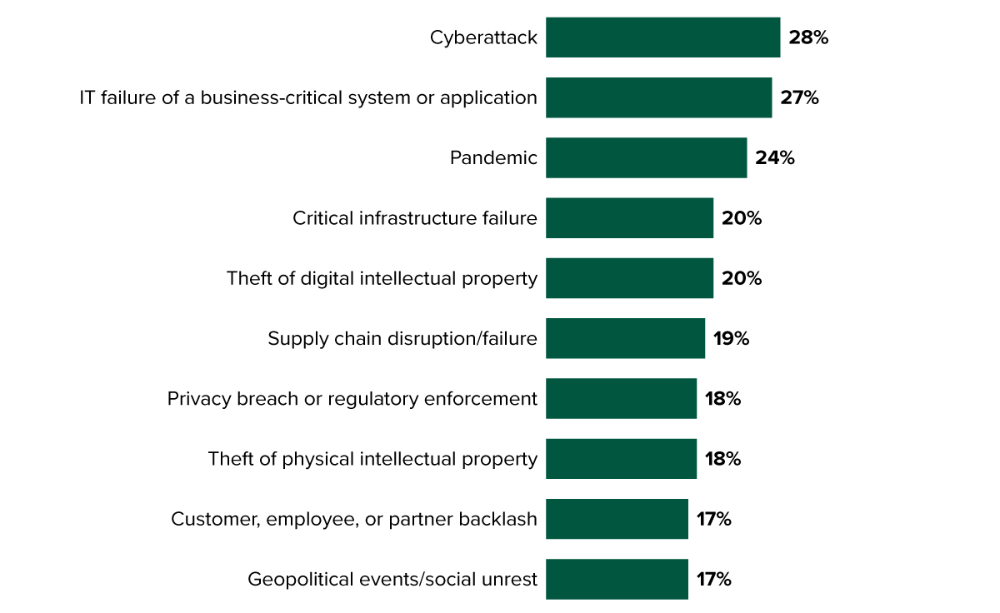 Cyberattack 28%
IT failure of a business-critical system or application 27%
Pandemic 24%
Critical infrastructure failure 20%
Theft of digital intellectual property 20%
Supply chain disruption/failure 19%
Privacy breach or regulatory enforcement 18%
Theft of physical intellectual property 18%
Customer, employee, or partner backlash 17%
Geopolitical events/social unrest 17%